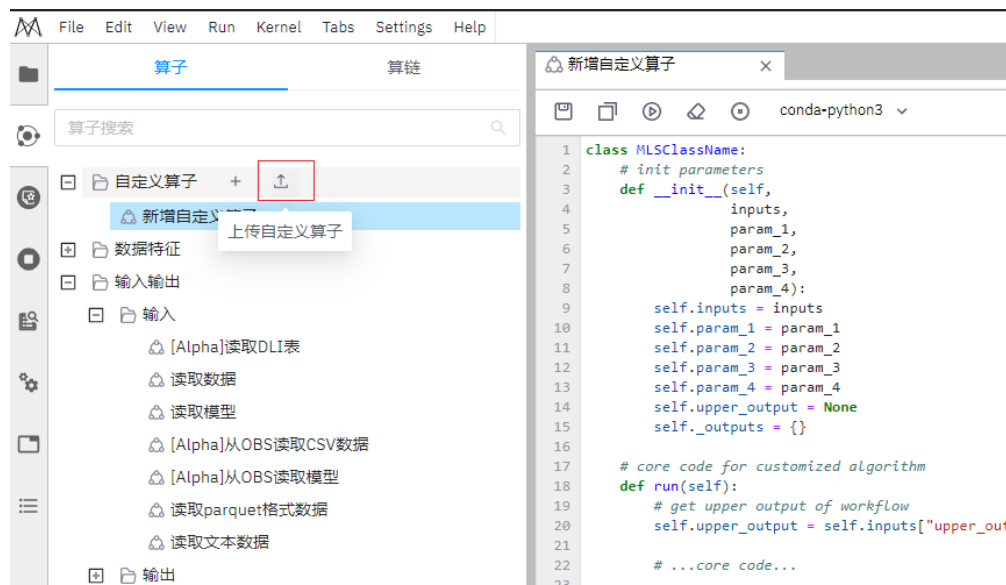 File Edit View Run Kernel Tabs Settings Help
算子 算链
算子搜索
自定义算子 +
新增自定义算子
上传自定义算子
数据特征
输入输出
输入
[Alpha]读取DLI表
读取数据
读取模型
[Alpha]从OBS读取CSV数据
[Alpha]从OBS读取模型
读取parquet格式数据
读取文本数据
输出
新增自定义算子 ×
conda-python3
1 class MLSClassName:
2     # init parameters
3     def __init__(self,
4                  inputs,
5                  param_1,
6                  param_2,
7                  param_3,
8                  param_4):
9         self.inputs = inputs
10         self.param_1 = param_1
11         self.param_2 = param_2
12         self.param_3 = param_3
13         self.param_4 = param_4
14         self.upper_output = None
15         self._outputs = {}
16
17     # core code for customized algorithm
18     def run(self):
19         # get upper output of workflow
20         self.upper_output = self.inputs["upper_out
21
22         # ...core code...
23